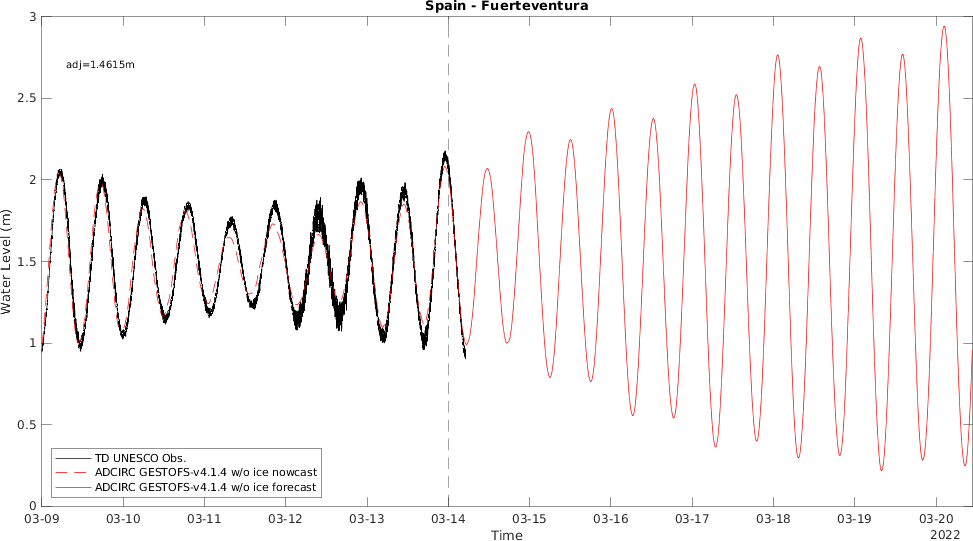 Spain - Fuerteventura
adj=1.4615m
Water Level (m)
3
2.5
2
1.5
1
0.5
0
TD UNESCO Obs.
ADCIRC GESTOFS-v4.1.4 w/o ice nowcast
ADCIRC GESTOFS-v4.1.4 w/o ice forecast
03-09 03-10 03-11 03-12 03-13 03-14 03-15 03-16 03-17 03-18 03-19 03-20
2022
Time